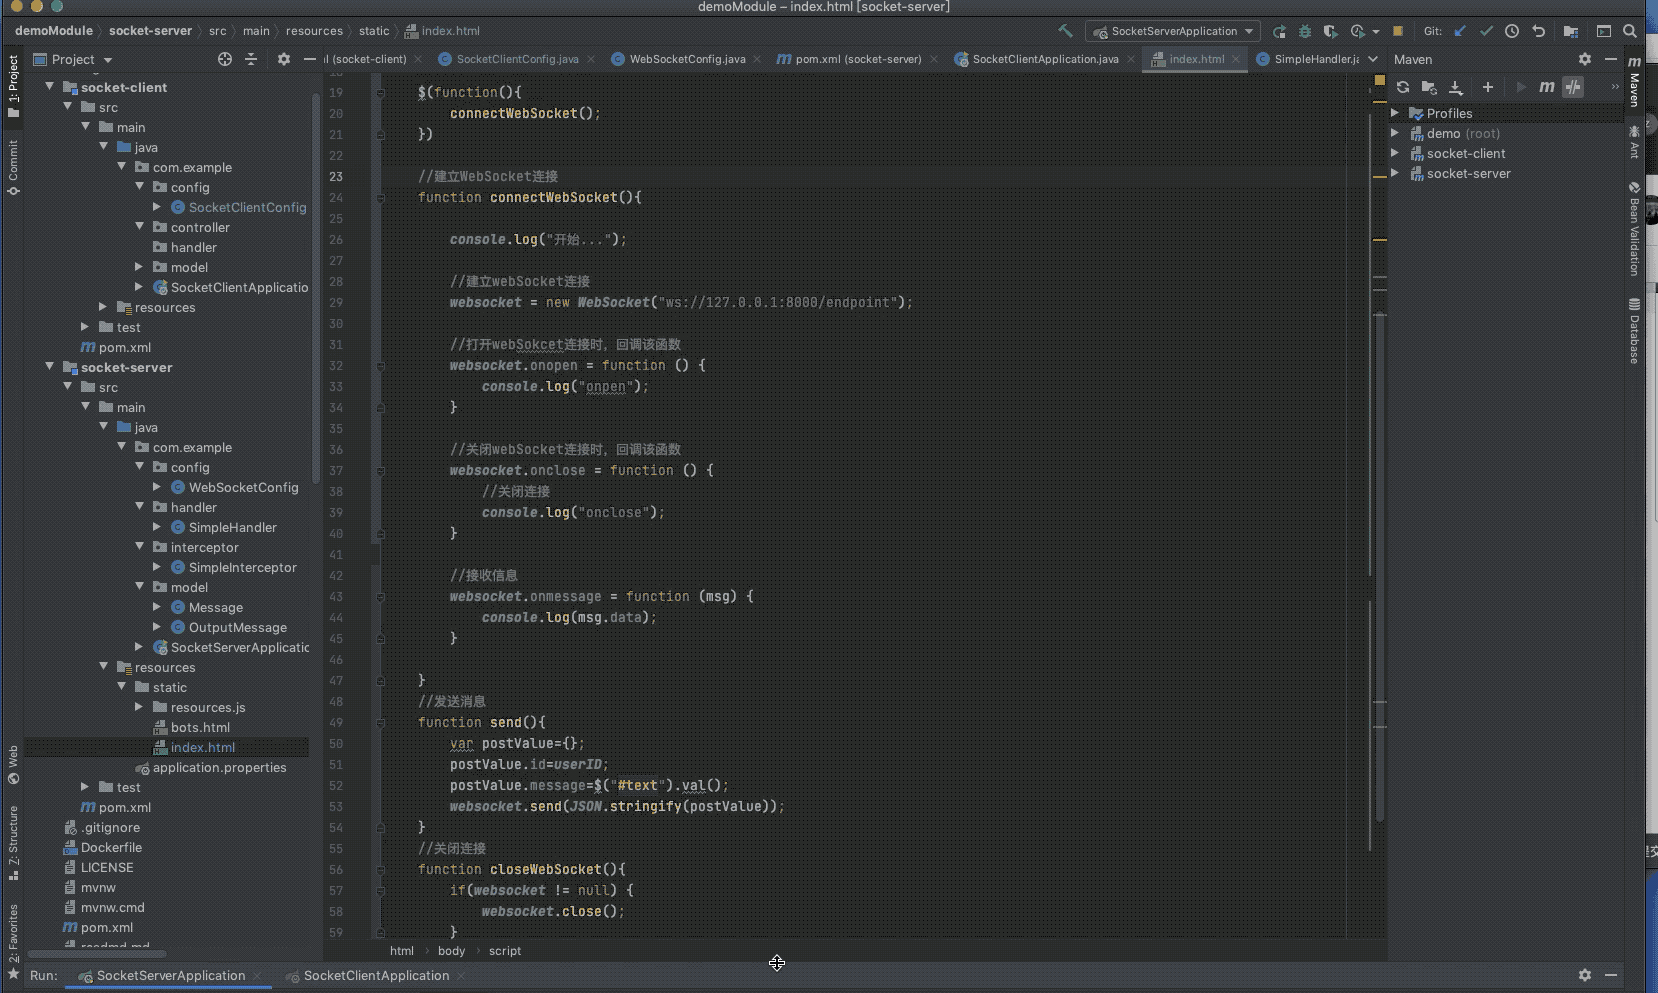 demoModule – index.html [socket-server]
demoModule › socket-server › src › main › resources › static › index.html
SocketServerApplication
Git:
Project
l (socket-client)
SocketClientConfig.java
WebSocketConfig.java
pom.xml (socket-server)
SocketClientApplication.java
index.html
SimpleHandler.ja
Maven
1: Project
Commit
Web
Z: Structure
2: Favorites
socket-client
src
main
java
com.example
config
SocketClientConfig
controller
handler
model
SocketClientApplicatio
resources
test
pom.xml
socket-server
src
main
java
com.example
config
WebSocketConfig
handler
SimpleHandler
interceptor
SimpleInterceptor
model
Message
OutputMessage
SocketServerApplicatic
resources
static
resources.js
bots.html
index.html
application.properties
test
pom.xml
.gitignore
Dockerfile
LICENSE
mvnw
mvnw.cmd
pom.xml
readmd.md
19 $(function(){
20 connectWebSocket();
21 })
22
23 //建立WebSocket连接
24 function connectWebSocket(){
25
26 console.log("开始...");
27
28 //建立webSocket连接
29 websocket = new WebSocket("ws://127.0.0.1:8000/endpoint");
30
31 //打开webSokcet连接时，回调该函数
32 websocket.onopen = function () {
33 console.log("onpen");
34 }
35
36 //关闭webSocket连接时，回调该函数
37 websocket.onclose = function () {
38 //关闭连接
39 console.log("onclose");
40 }
41
42 //接收信息
43 websocket.onmessage = function (msg) {
44 console.log(msg.data);
45 }
46
47 }
48 //发送消息
49 function send(){
50 var postValue={};
51 postValue.id=userID;
52 postValue.message=$("#text").val();
53 websocket.send(JSON.stringify(postValue));
54 }
55 //关闭连接
56 function closeWebSocket(){
57 if(websocket != null) {
58 websocket.close();
59 }
html › body › script
Profiles
demo (root)
socket-client
socket-server
Maven
Ant
Bean Validation
Database
Run: SocketServerApplication
SocketClientApplication